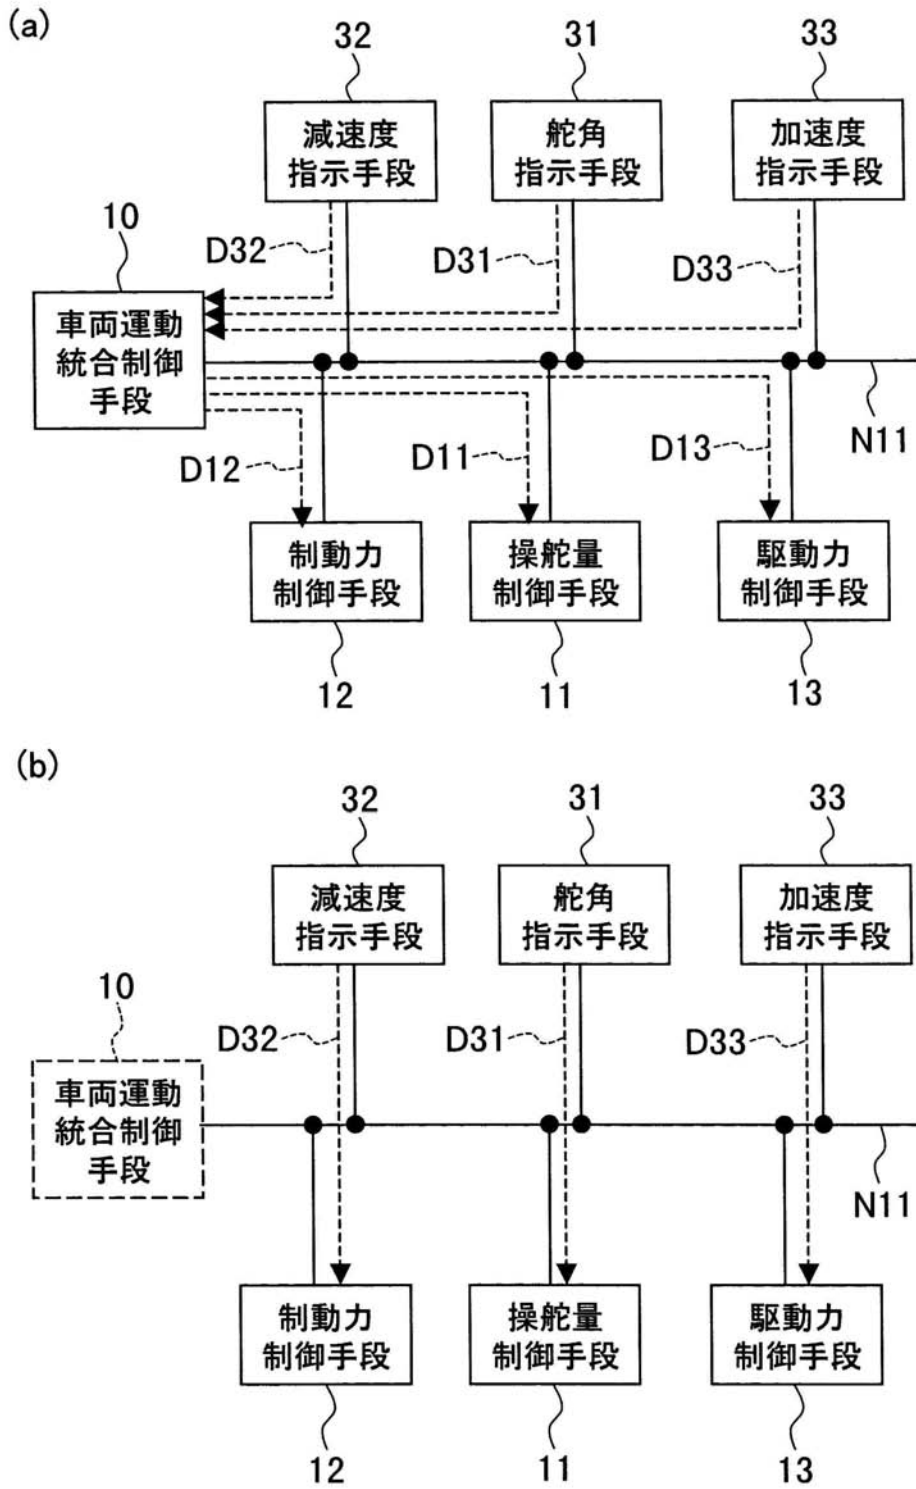 (a)
32
31
33
減速度
指示手段
舵角
指示手段
加速度
指示手段
10
D32
D31
D33
車両運動
統合制御
手段
N11
D12
D11
D13
制動力
制御手段
操舵量
制御手段
駆動力
制御手段
12
11
13
(b)
32
31
33
減速度
指示手段
舵角
指示手段
加速度
指示手段
10
D32
D31
D33
車両運動
統合制御
手段
N11
制動力
制御手段
操舵量
制御手段
駆動力
制御手段
12
11
13